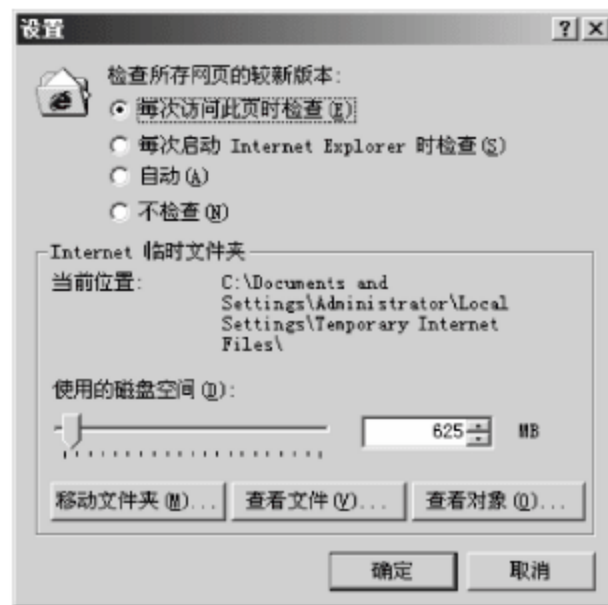 设置
检查所存网页的较新版本:
每次访问此页时检查(E)
每次启动 Internet Explorer 时检查(S)
自动(A)
不检查(N)
Internet 临时文件夹
当前位置: C:\Documents and
Settings\Administrator\Local
Settings\Temporary Internet
Files\
使用的磁盘空间(D):
625 MB
移动文件夹(M)... 查看文件(V)... 查看对象(O)...
确定 取消